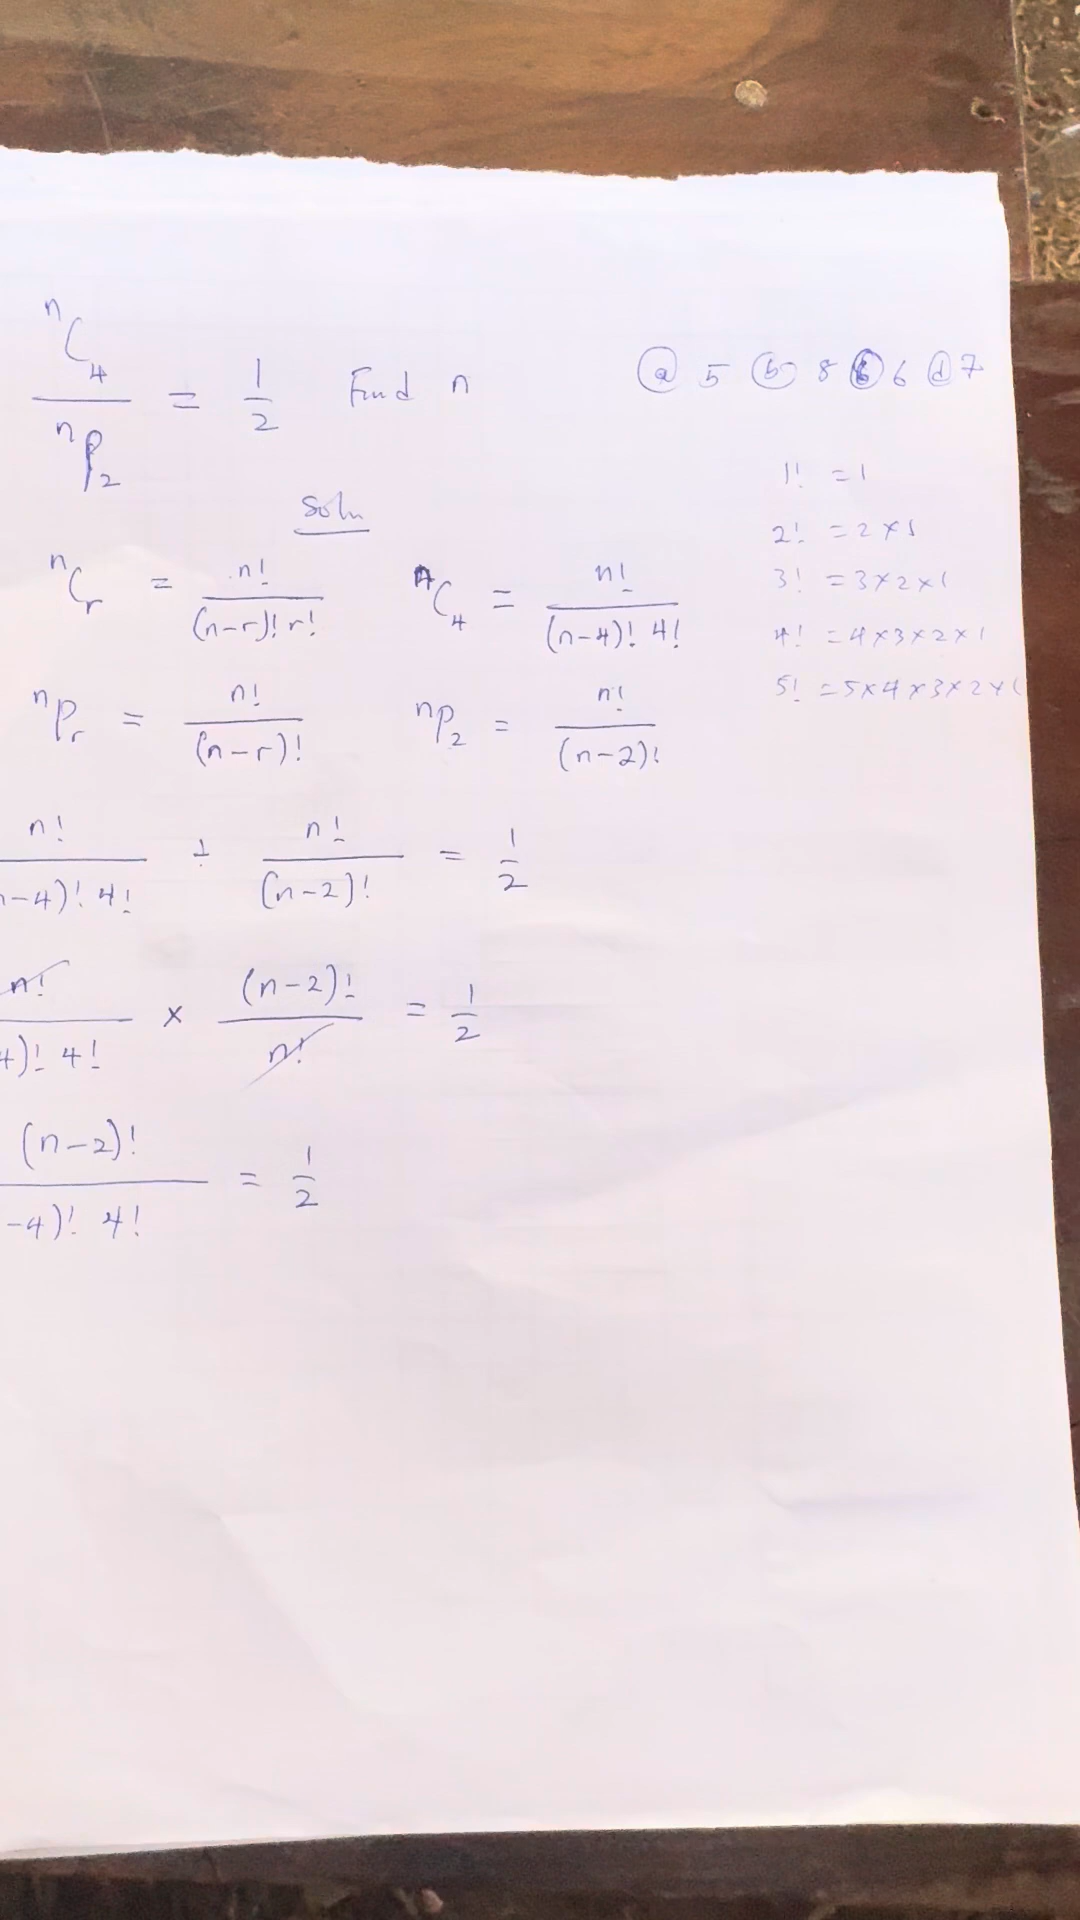 ⁿC₄ / ⁿP₂ = 1/2 Find n
ⓐ 5 ⓑ 8 ⓒ 6 ⓓ 7
Soln
ⁿCᵣ = n! / (n-r)! r! ⁿC₄ = n! / (n-4)! 4!
ⁿPᵣ = n! / (n-r)! ⁿP₂ = n! / (n-2)!
1! = 1
2! = 2 x 1
3! = 3 x 2 x 1
4! = 4 x 3 x 2 x 1
5! = 5 x 4 x 3 x 2 x 1
n! / n-4)! 4! ÷ n! / (n-2)! = 1/2
n! / 4)! 4! x (n-2)! / n! = 1/2
(n-2)! / -4)! 4! = 1/2